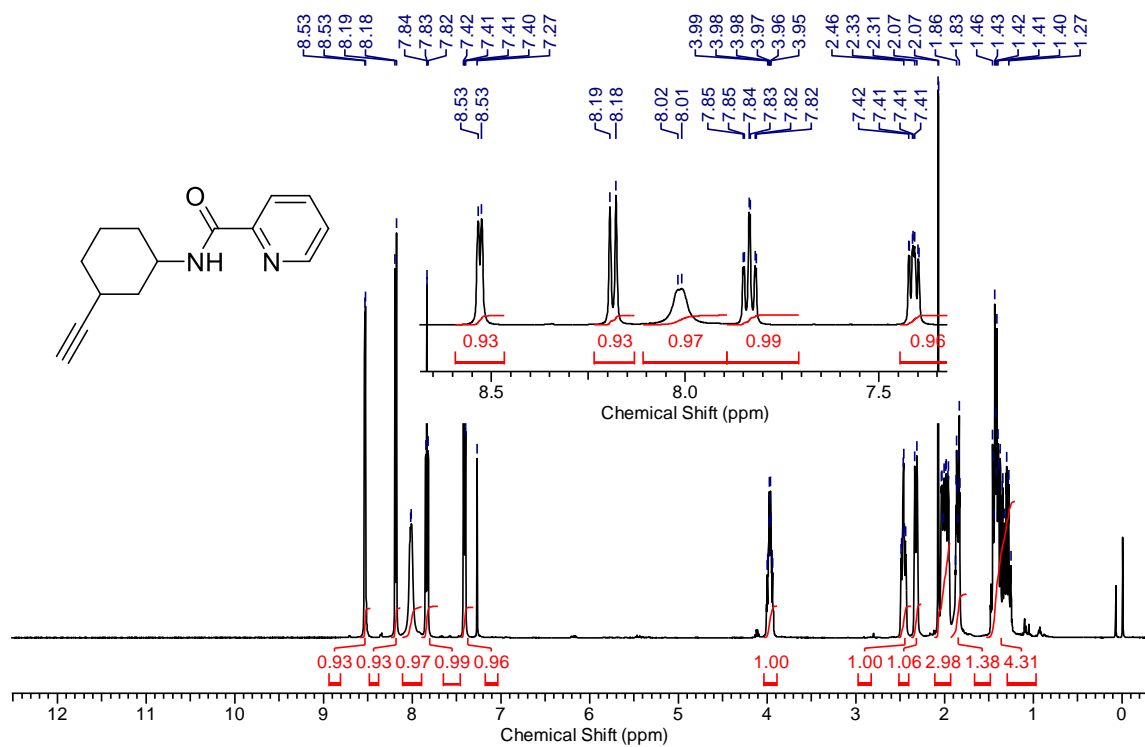 8.53 8.53 8.19 8.18 7.84 7.83 7.82 7.42 7.41 7.41 7.40 7.27 3.99 3.98 3.98 3.97 3.96 3.95 2.46 2.33 2.31 2.07 2.07 1.86 1.83 1.46 1.43 1.42 1.41 1.40 1.27
8.53 8.53 8.19 8.18 8.02 8.01 7.85 7.85 7.84 7.83 7.82 7.82 7.42 7.41 7.41 7.41
O
NH
N
0.93 0.93 0.97 0.99 0.96
8.5 8.0 7.5
Chemical Shift (ppm)
0.93 0.93 0.97 0.99 0.96 1.00 1.00 1.06 2.98 1.38 4.31
12 11 10 9 8 7 6 5 4 3 2 1 0
Chemical Shift (ppm)